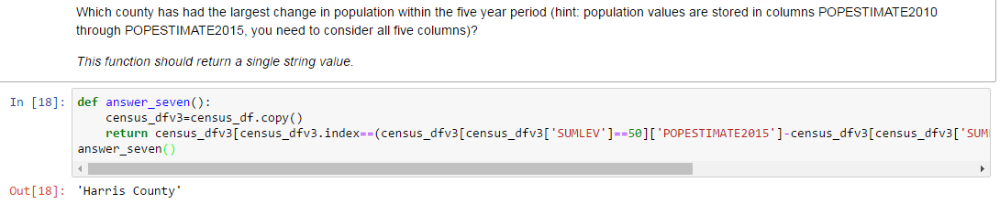 Which county has had the largest change in population within the five year period (hint: population values are stored in columns POPESTIMATE2010
through POPESTIMATE2015, you need to consider all five columns)?
This function should return a single string value.
In [18]: def answer_seven():
census_dfv3=census_df.copy()
return census_dfv3[census_dfv3.index==(census_dfv3[census_dfv3['SUMLEV']==50]['POPESTIMATE2015']-census_dfv3[census_dfv3['SUM
answer_seven()
Out[18]: 'Harris County'